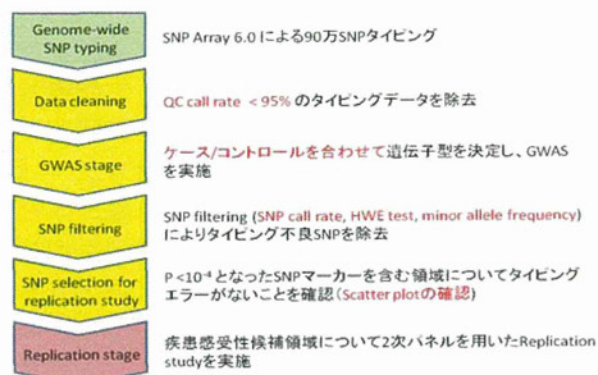 Genome-wide
SNP typing
SNP Array 6.0 による90万SNPタイピング
Data cleaning
QC call rate < 95% のタイピングデータを除去
GWAS stage
ケース/コントロールを合わせて遺伝子型を決定し、GWAS
を実施
SNP filtering
SNP filtering (SNP call rate, HWE test, minor allele frequency)
によりタイピング不良SNPを除去
SNP selection for
replication study
P <10⁻⁴ となったSNPマーカーを含む領域についてタイピング
エラーがないことを確認(Scatter plotの確認)
Replication stage
疾患感受性候補領域について2次パネルを用いたReplication
studyを実施